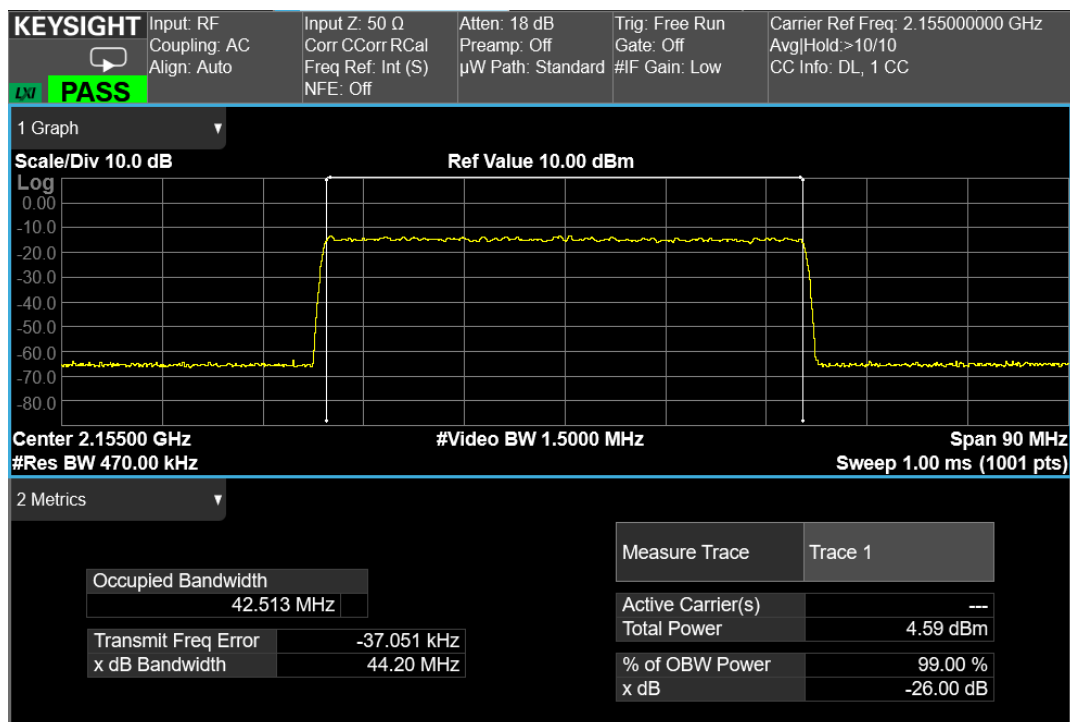 KEYSIGHT
LXI PASS
Input: RF
Coupling: AC
Align: Auto
Input Z: 50 Ω
Corr CCorr RCal
Freq Ref: Int (S)
NFE: Off
Atten: 18 dB
Preamp: Off
µW Path: Standard
Trig: Free Run
Gate: Off
#IF Gain: Low
Carrier Ref Freq: 2.155000000 GHz
Avg|Hold:>10/10
CC Info: DL, 1 CC
1 Graph
Scale/Div 10.0 dB
Ref Value 10.00 dBm
Log
0.00
-10.0
-20.0
-30.0
-40.0
-50.0
-60.0
-70.0
-80.0
Center 2.15500 GHz
#Video BW 1.5000 MHz
Span 90 MHz
#Res BW 470.00 kHz
Sweep 1.00 ms (1001 pts)
2 Metrics
Occupied Bandwidth
42.513 MHz
Transmit Freq Error -37.051 kHz
x dB Bandwidth 44.20 MHz
Measure Trace Trace 1
Active Carrier(s) ---
Total Power 4.59 dBm
% of OBW Power 99.00 %
x dB -26.00 dB